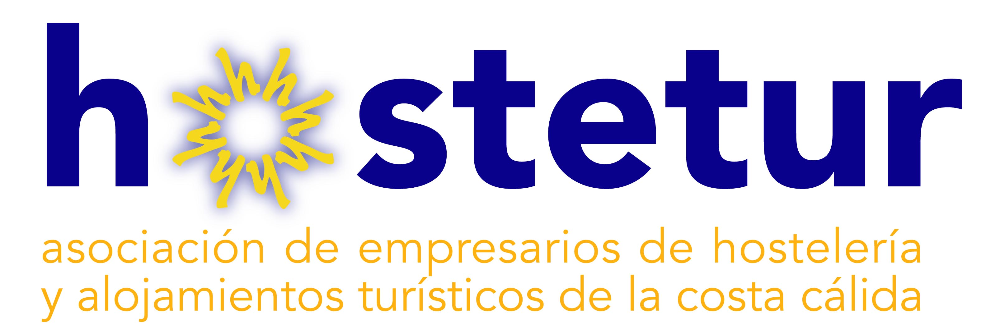 hostetur
asociación de empresarios de hostelería
y alojamientos turísticos de la costa cálida